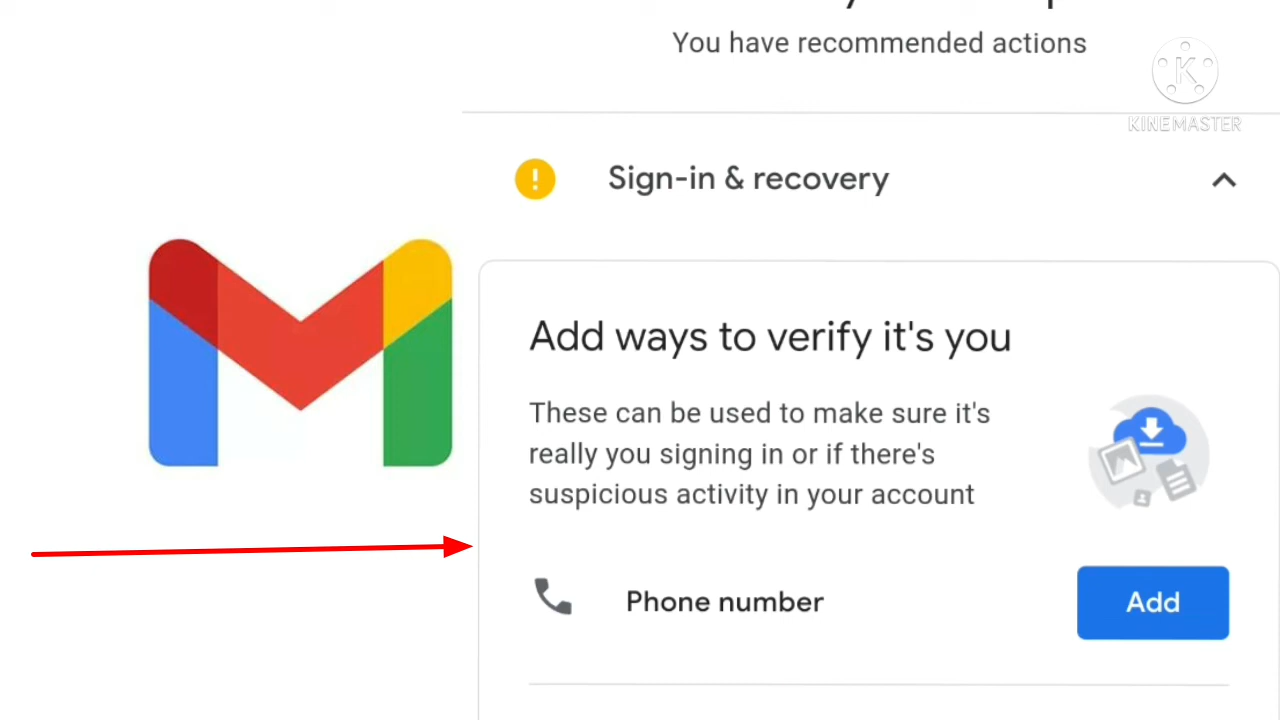 You have recommended actions
KINEMASTER
Sign-in & recovery
Add ways to verify it's you
These can be used to make sure it's
really you signing in or if there's
suspicious activity in your account
Phone number
Add